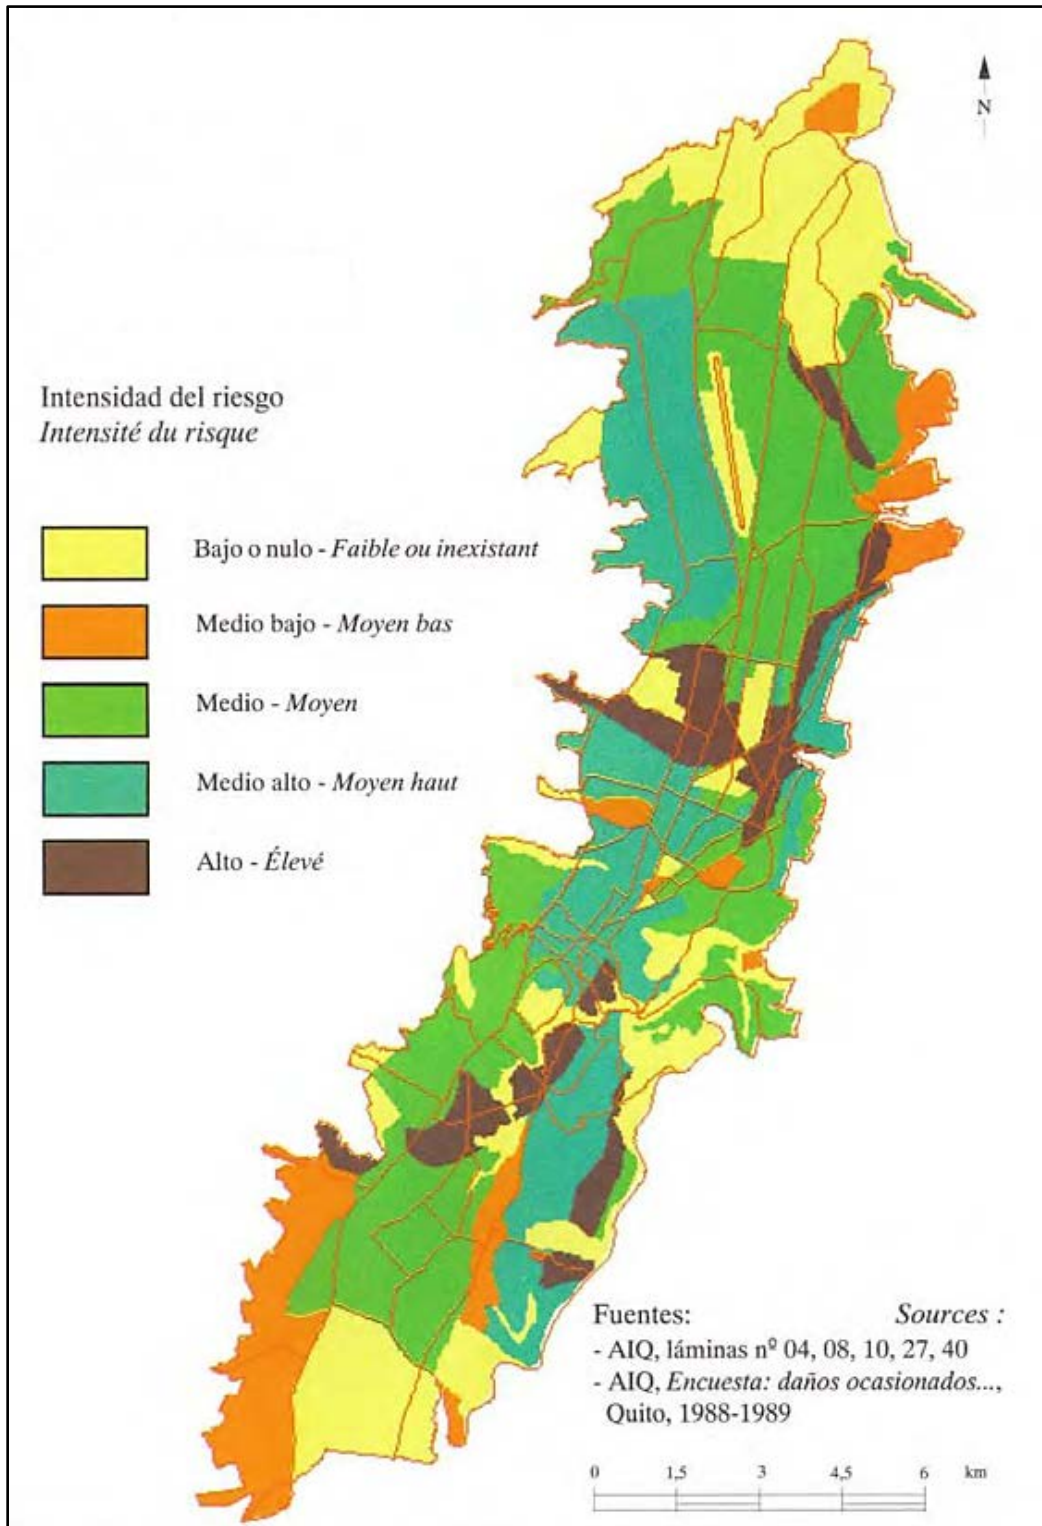 N
Intensidad del riesgo
Intensité du risque
Bajo o nulo - Faible ou inexistant
Medio bajo - Moyen bas
Medio - Moyen
Medio alto - Moyen haut
Alto - Élevé
Fuentes: Sources :
- AIQ, láminas nº 04, 08, 10, 27, 40
- AIQ, Encuesta: daños ocasionados...,
Quito, 1988-1989
0 1,5 3 4,5 6 km